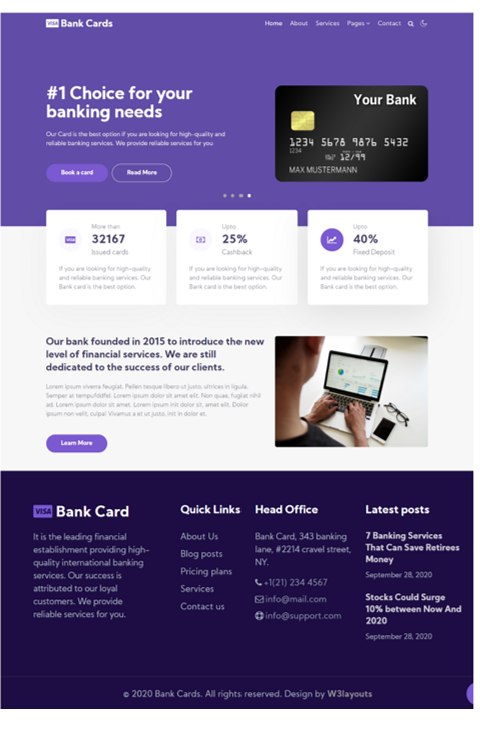 VISA Bank Cards
Home About Services Pages Contact
#1 Choice for your
banking needs
Our Card is the best option if you are looking for high-quality and
reliable banking services. We provide reliable services for you
Book a card
Read More
Your Bank
1234 5678 9876 5432
1234
12/99
MAX MUSTERMANN
More than
32167
Issued cards
If you are looking for high-quality
and reliable banking services. Our
Bank card is the best option.
Upto
25%
Cashback
If you are looking for high-quality
and reliable banking services. Our
Bank card is the best option.
Upto
40%
Fixed Deposit
If you are looking for high-quality
and reliable banking services. Our
Bank card is the best option.
Our bank founded in 2015 to introduce the new
level of financial services. We are still
dedicated to the success of our clients.
Lorem ipsum viverra feugiat. Pellen tesque libero ut justo, ultrices in ligula.
Semper at tempufddfel. Lorem ipsum dolor sit amet elit. Non quae, fugiat nihil
ad. Lorem ipsum dolor sit amet. Lorem ipsum init dolor sit, amet elit. Dolor
ipsum non velit, culpa! Vivamus a et ut justo, init in dolor et.
Learn More
VISA Bank Card
It is the leading financial
establishment providing high-
quality international banking
services. Our success is
attributed to our loyal
customers. We provide
reliable services for you.
Quick Links
About Us
Blog posts
Pricing plans
Services
Contact us
Head Office
Bank Card, 343 banking
lane, #2214 cravel street,
NY.
+1(21) 234 4567
info@mail.com
info@support.com
Latest posts
7 Banking Services
That Can Save Retirees
Money
September 28, 2020
Stocks Could Surge
10% between Now And
2020
September 28, 2020
© 2020 Bank Cards. All rights reserved. Design by W3layouts